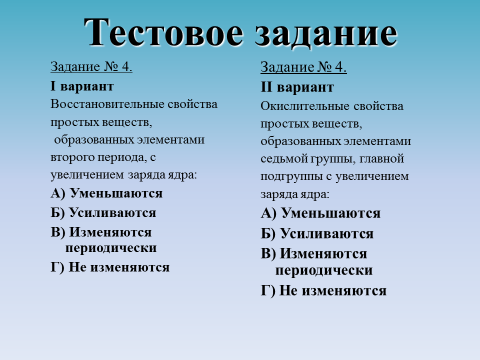 Тестовое задание
Задание № 4.
I вариант
Восстановительные свойства
простых веществ,
образованных элементами
второго периода, с
увеличением заряда ядра:
А) Уменьшаются
Б) Усиливаются
В) Изменяются
периодически
Г) Не изменяются
Задание № 4.
II вариант
Окислительные свойства
простых веществ,
образованных элементами
седьмой группы, главной
подгруппы с увеличением
заряда ядра:
А) Уменьшаются
Б) Усиливаются
В) Изменяются
периодически
Г) Не изменяются